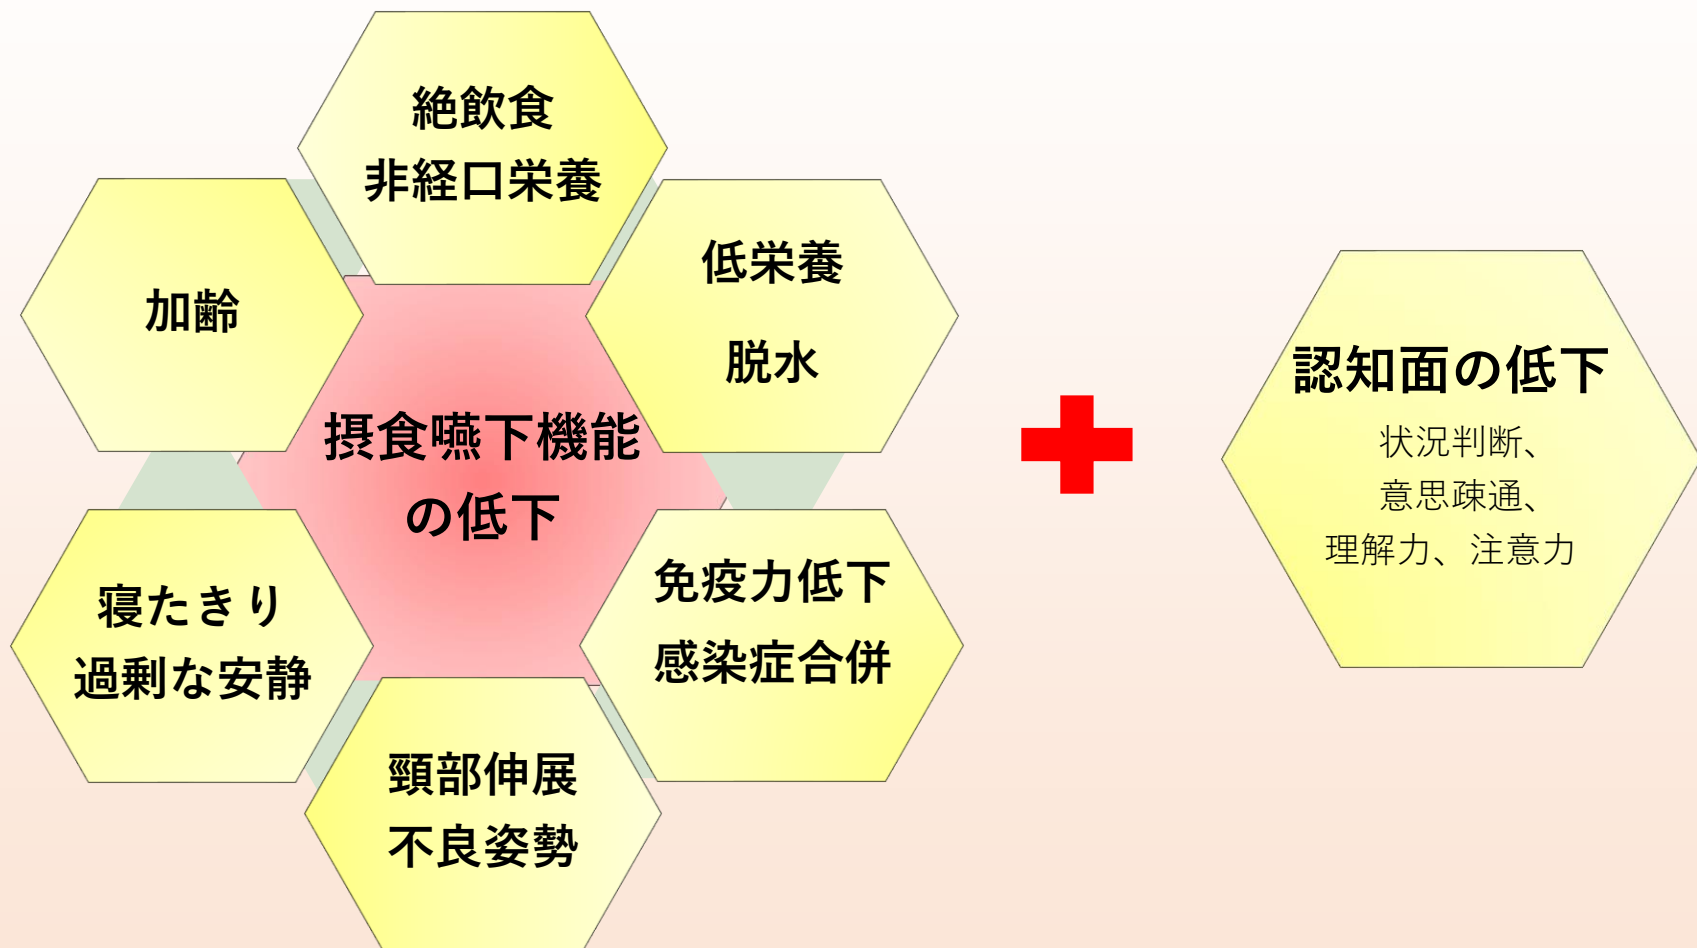 絶飲食
非経口栄養
加齢
低栄養
脱水
摂食嚥下機能
の低下
寝たきり
過剰な安静
免疫力低下
感染症合併
頸部伸展
不良姿勢
認知面の低下
状況判断、
意思疎通、
理解力、注意力